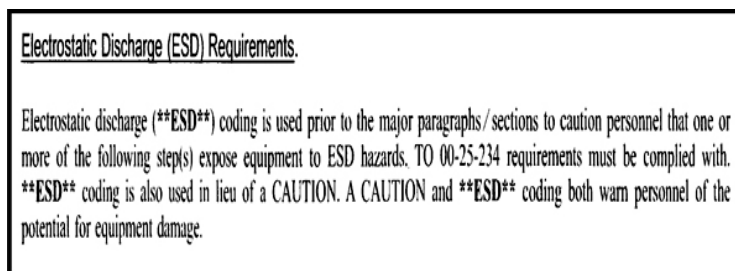 Electrostatic Discharge (ESD) Requirements.
Electrostatic discharge (**ESD**) coding is used prior to the major paragraphs/sections to caution personnel that one or
more of the following step(s) expose equipment to ESD hazards. TO 00-25-234 requirements must be complied with.
**ESD** coding is also used in lieu of a CAUTION. A CAUTION and **ESD** coding both warn personnel of the
potential for equipment damage.